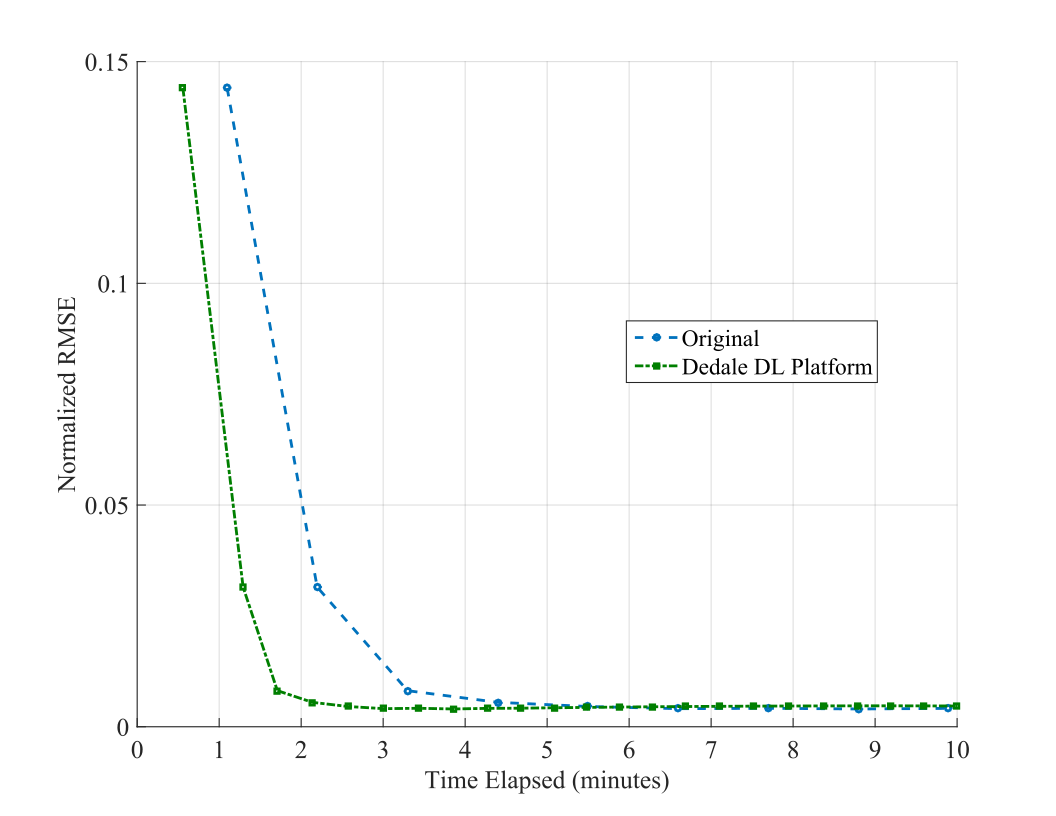 0.15
0.1
0.05
0
Normalized RMSE
Original
Dedale DL Platform
0 1 2 3 4 5 6 7 8 9 10
Time Elapsed (minutes)